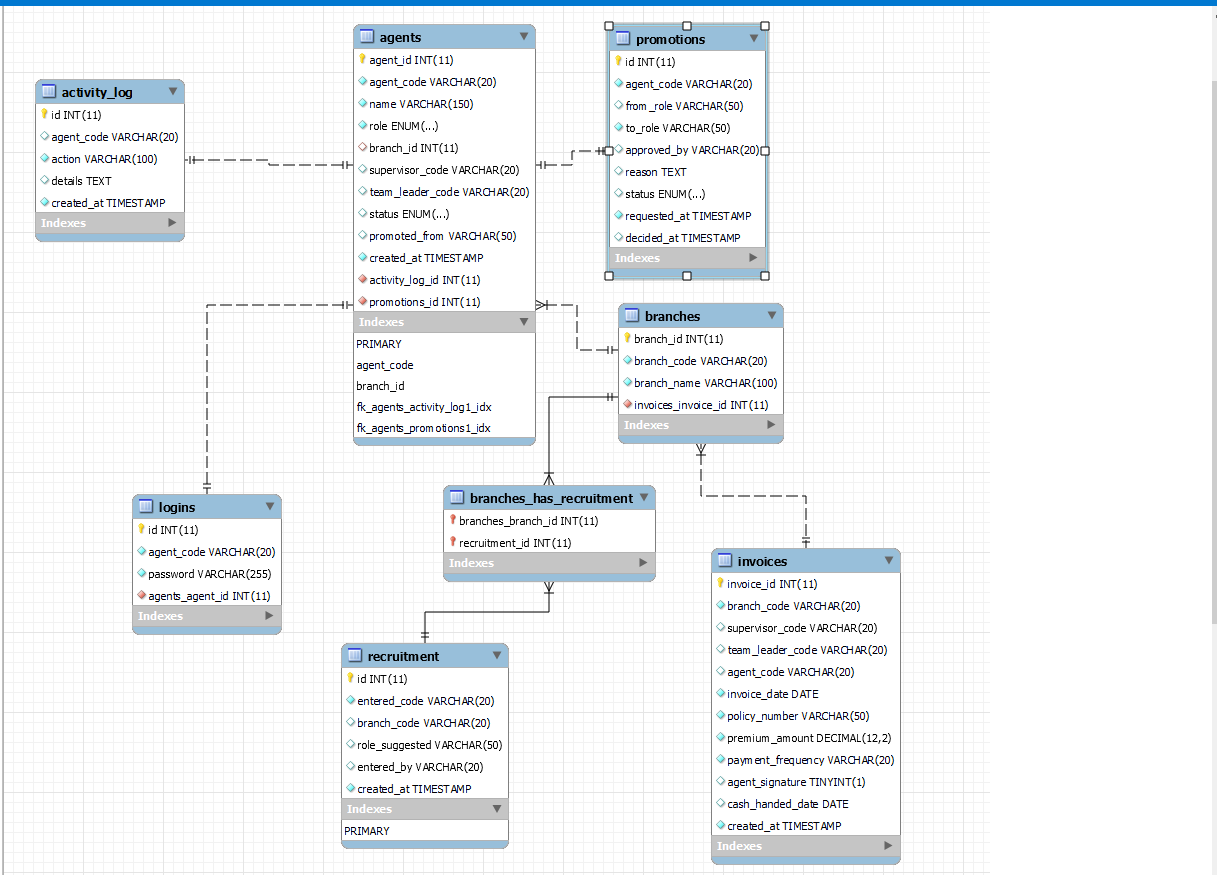 agents
agent_id INT(11)
agent_code VARCHAR(20)
name VARCHAR(150)
role ENUM(...)
branch_id INT(11)
supervisor_code VARCHAR(20)
team_leader_code VARCHAR(20)
status ENUM(...)
promoted_from VARCHAR(50)
created_at TIMESTAMP
activity_log_id INT(11)
promotions_id INT(11)
Indexes
PRIMARY
agent_code
branch_id
fk_agents_activity_log1_idx
fk_agents_promotions1_idx
promotions
id INT(11)
agent_code VARCHAR(20)
from_role VARCHAR(50)
to_role VARCHAR(50)
approved_by VARCHAR(20)
reason TEXT
status ENUM(...)
requested_at TIMESTAMP
decided_at TIMESTAMP
Indexes
activity_log
id INT(11)
agent_code VARCHAR(20)
action VARCHAR(100)
details TEXT
created_at TIMESTAMP
Indexes
branches
branch_id INT(11)
branch_code VARCHAR(20)
branch_name VARCHAR(100)
invoices_invoice_id INT(11)
Indexes
logins
id INT(11)
agent_code VARCHAR(20)
password VARCHAR(255)
agents_agent_id INT(11)
Indexes
branches_has_recruitment
branches_branch_id INT(11)
recruitment_id INT(11)
Indexes
invoices
invoice_id INT(11)
branch_code VARCHAR(20)
supervisor_code VARCHAR(20)
team_leader_code VARCHAR(20)
agent_code VARCHAR(20)
invoice_date DATE
policy_number VARCHAR(50)
premium_amount DECIMAL(12,2)
payment_frequency VARCHAR(20)
agent_signature TINYINT(1)
cash_handed_date DATE
created_at TIMESTAMP
Indexes
recruitment
id INT(11)
entered_code VARCHAR(20)
branch_code VARCHAR(20)
role_suggested VARCHAR(50)
entered_by VARCHAR(20)
created_at TIMESTAMP
Indexes
PRIMARY